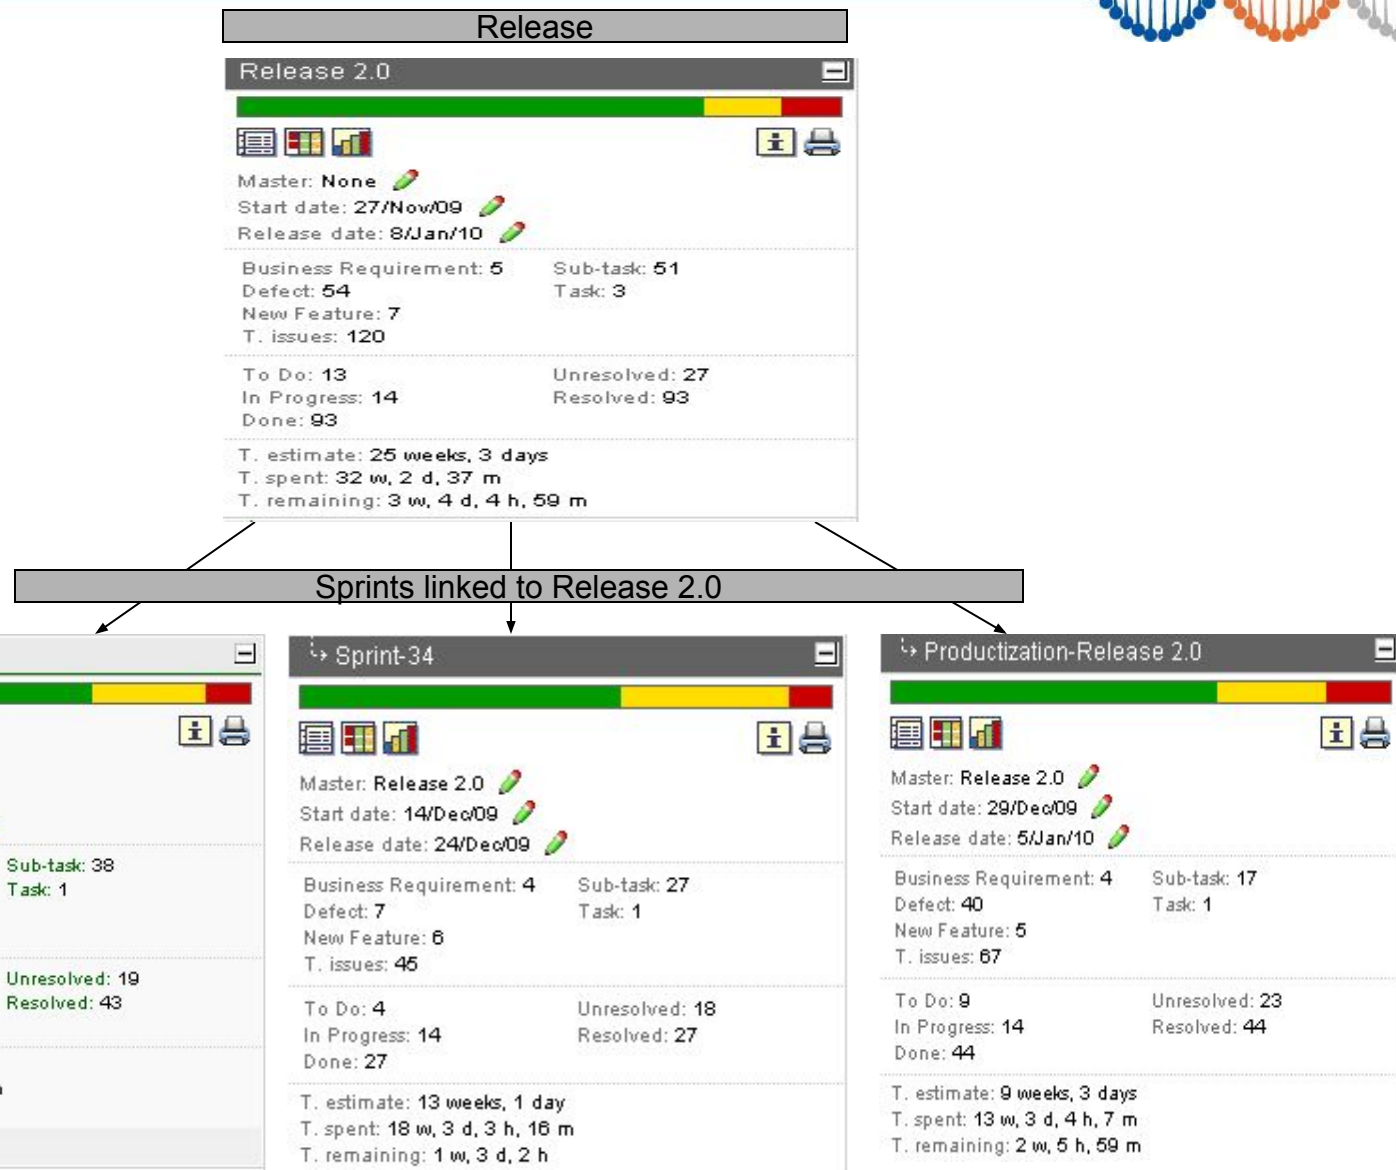 Release
Release 2.0
Master: None
Start date: 27/Nov/09
Release date: 8/Jan/10
Business Requirement: 5 Sub-task: 51
Defect: 54 Task: 3
New Feature: 7
T. issues: 120
To Do: 13 Unresolved: 27
In Progress: 14 Resolved: 93
Done: 93
T. estimate: 25 weeks, 3 days
T. spent: 32 w, 2 d, 37 m
T. remaining: 3 w, 4 d, 4 h, 59 m
Sprints linked to Release 2.0
Sub-task: 38
Task: 1
Unresolved: 19
Resolved: 43
Sprint-34
Master: Release 2.0
Start date: 14/Dec/09
Release date: 24/Dec/09
Business Requirement: 4 Sub-task: 27
Defect: 7 Task: 1
New Feature: 6
T. issues: 45
To Do: 4 Unresolved: 18
In Progress: 14 Resolved: 27
Done: 27
T. estimate: 13 weeks, 1 day
T. spent: 18 w, 3 d, 3 h, 16 m
T. remaining: 1 w, 3 d, 2 h
Productization-Release 2.0
Master: Release 2.0
Start date: 29/Dec/09
Release date: 5/Jan/10
Business Requirement: 4 Sub-task: 17
Defect: 40 Task: 1
New Feature: 5
T. issues: 67
To Do: 9 Unresolved: 23
In Progress: 14 Resolved: 44
Done: 44
T. estimate: 9 weeks, 3 days
T. spent: 13 w, 3 d, 4 h, 7 m
T. remaining: 2 w, 5 h, 59 m